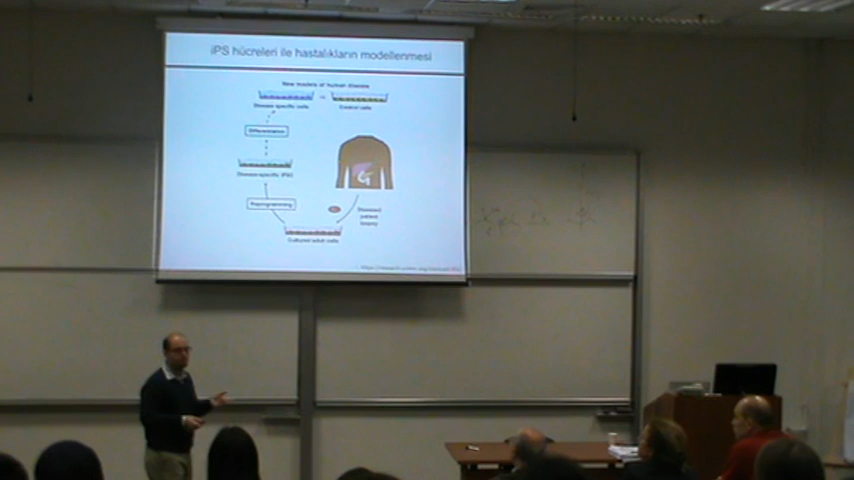 iPS hücreleri ile hastalıkların modellenmesi
New models of human disease
Disease specific cells
Control cells
Differentiation
Disease-specific iPSC
Reprogramming
Diseased
patient
biopsy
Cultured adult cells